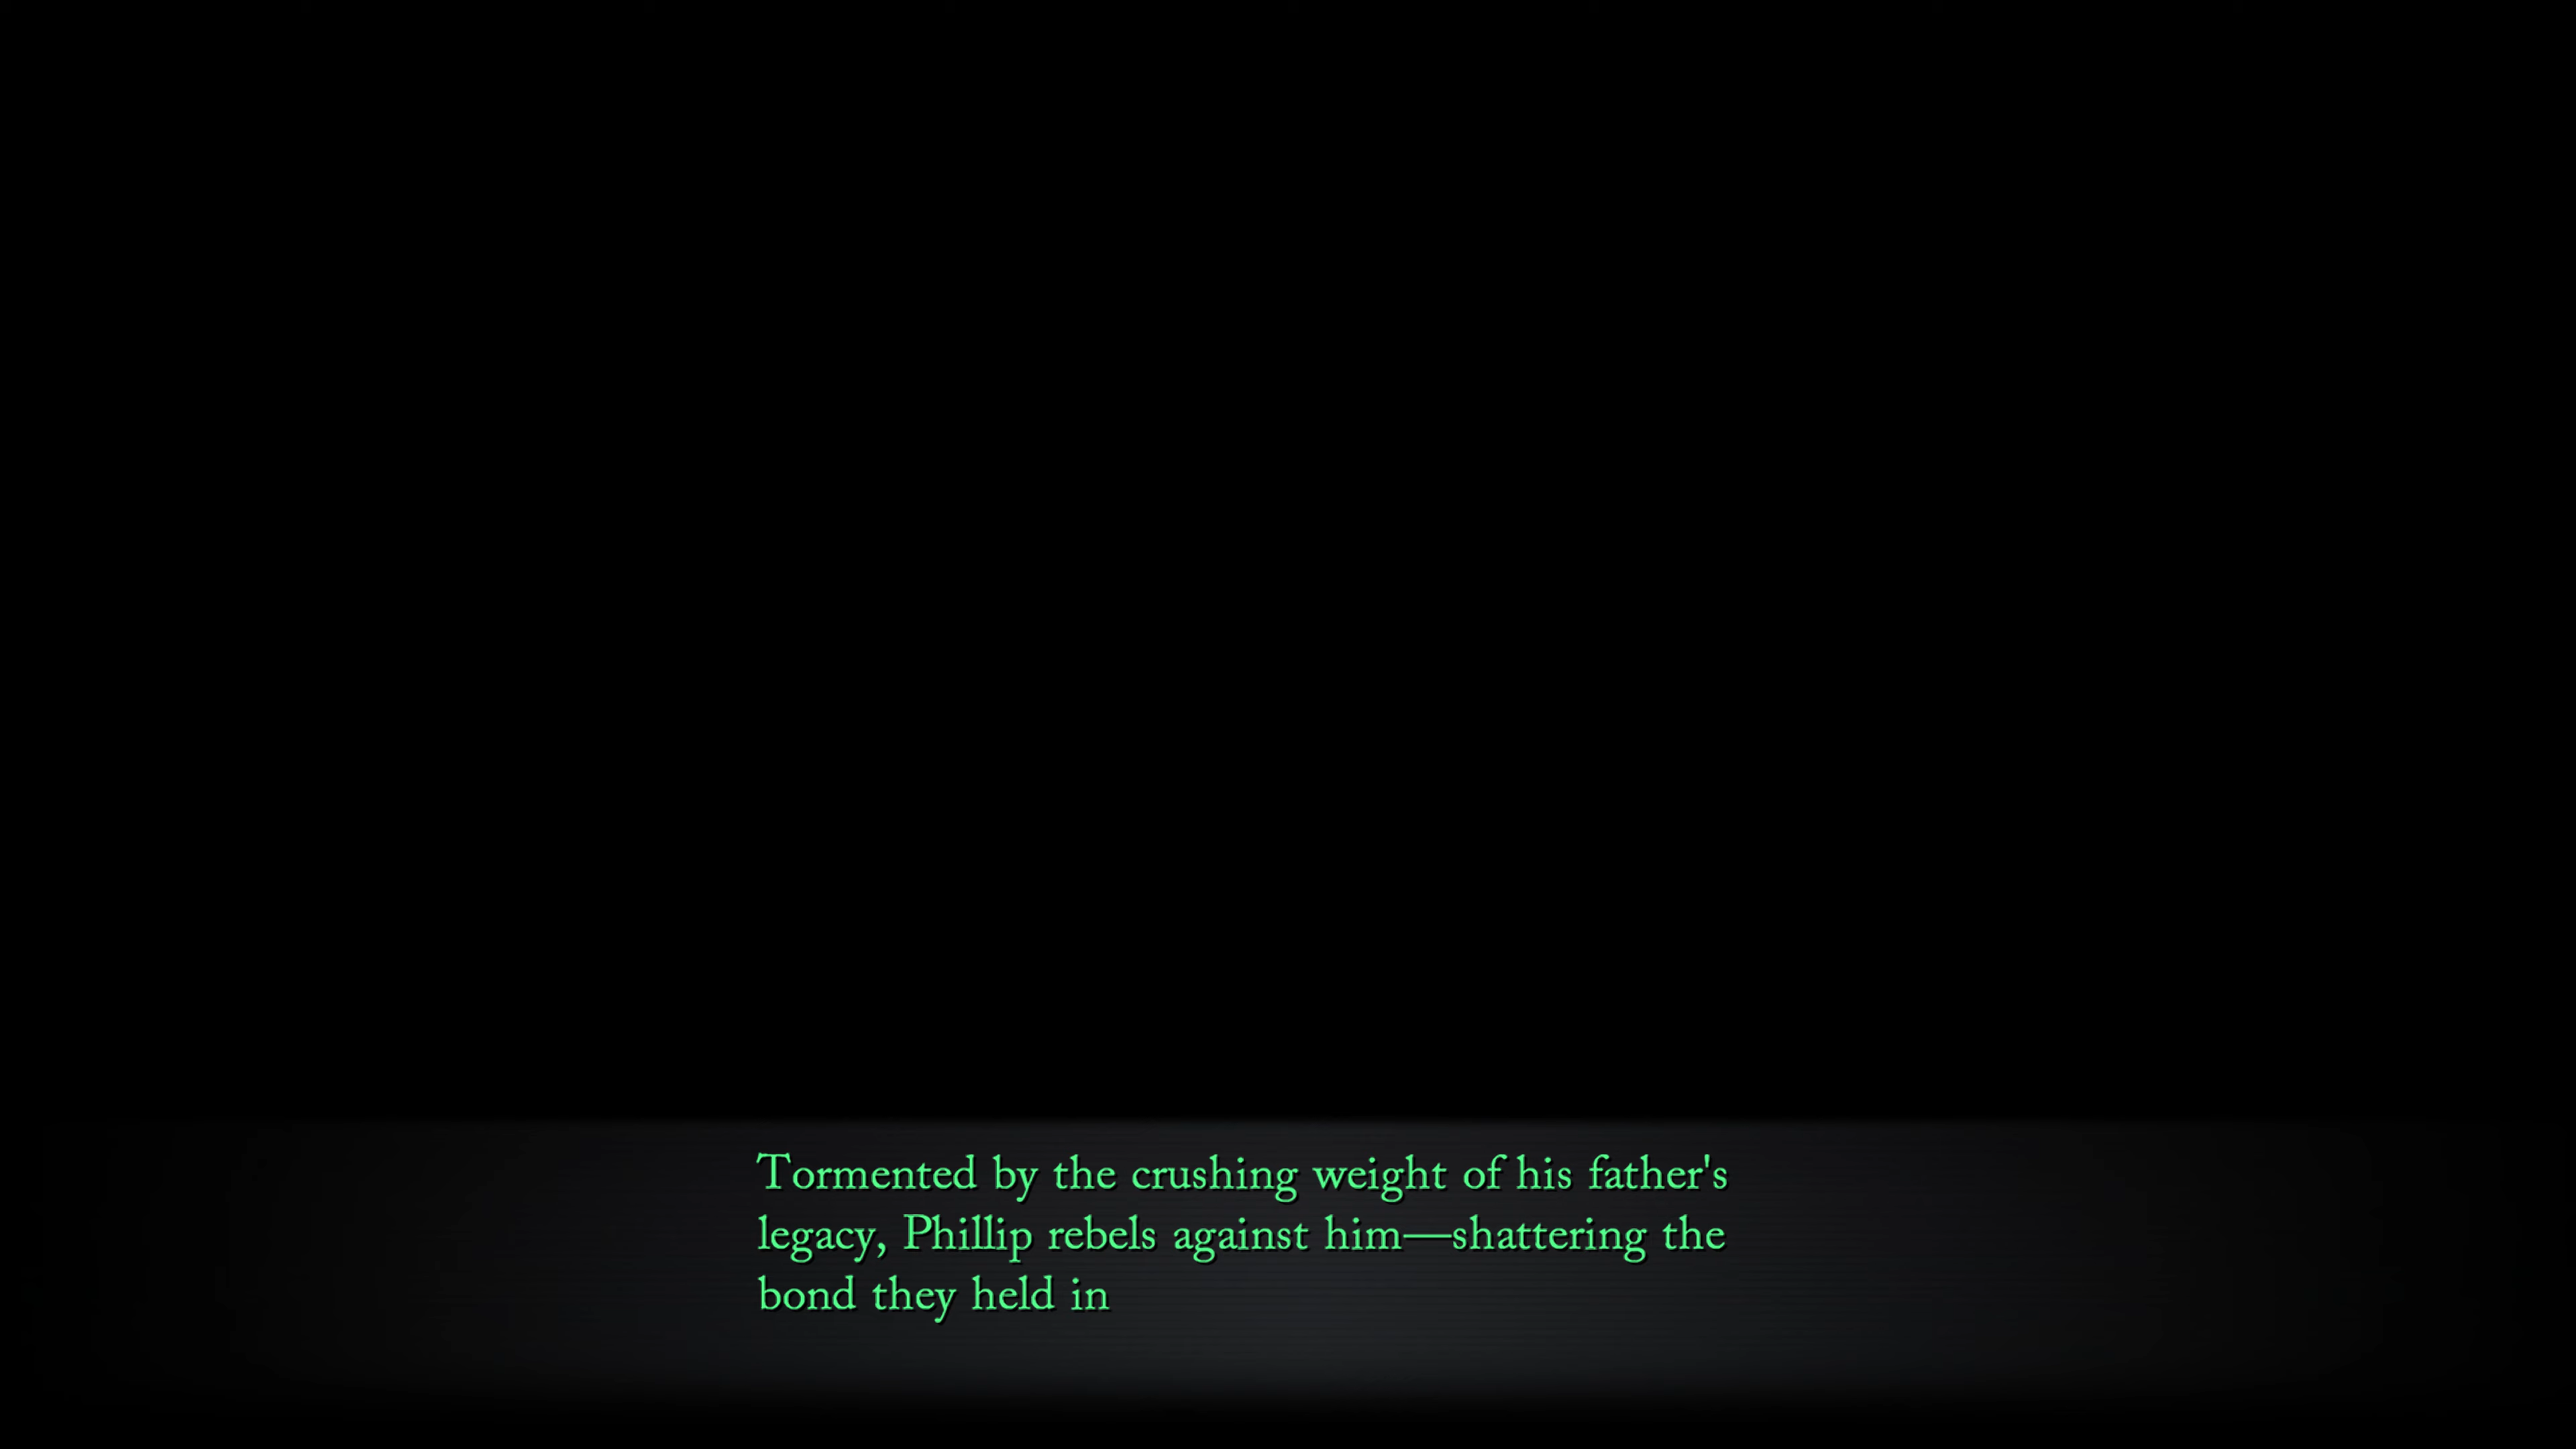 Tormented by the crushing weight of his father's
legacy, Phillip rebels against him—shattering the
bond they held in